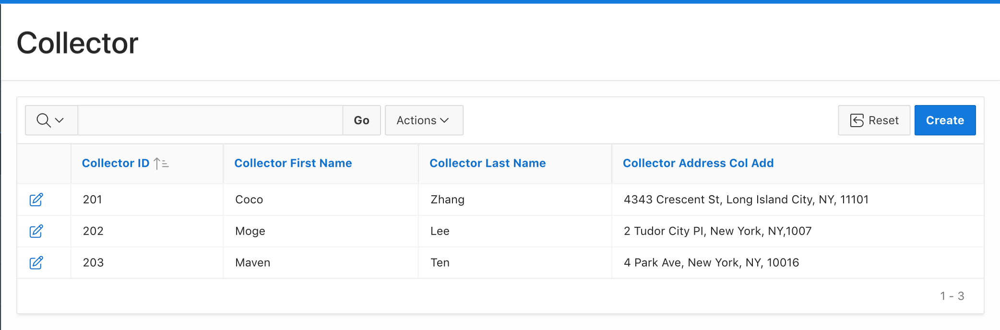 Collector
Go Actions Reset Create
Collector ID Collector First Name Collector Last Name Collector Address Col Add
201 Coco Zhang 4343 Crescent St, Long Island City, NY, 11101
202 Moge Lee 2 Tudor City Pl, New York, NY,1007
203 Maven Ten 4 Park Ave, New York, NY, 10016
1 - 3